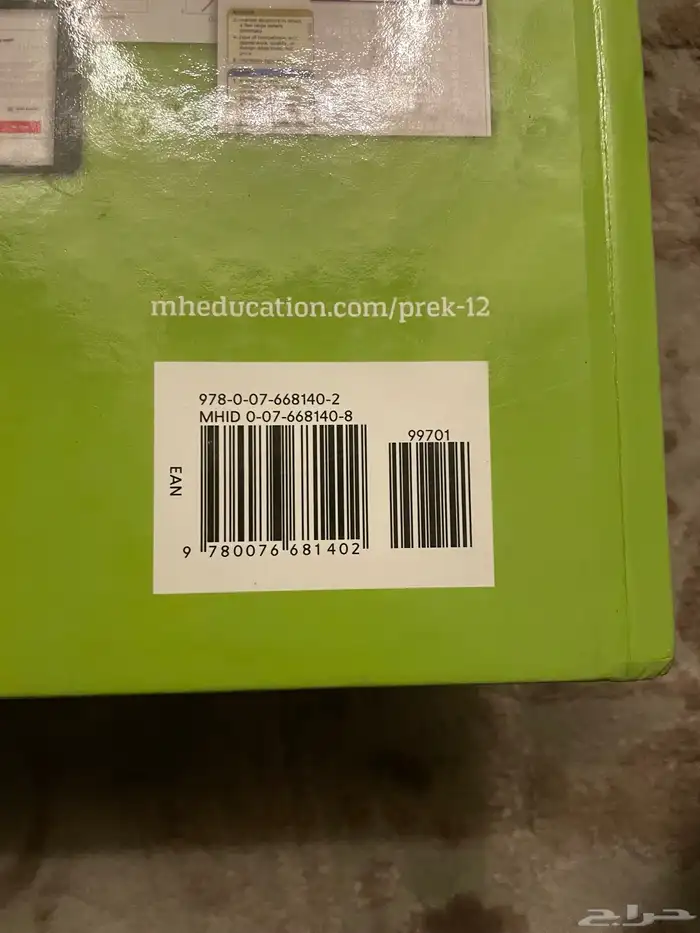 mheducation.com/prek-12
978-0-07-668140-2
MHID 0-07-668140-8
99701
EAN
9 780076 681402
حراج